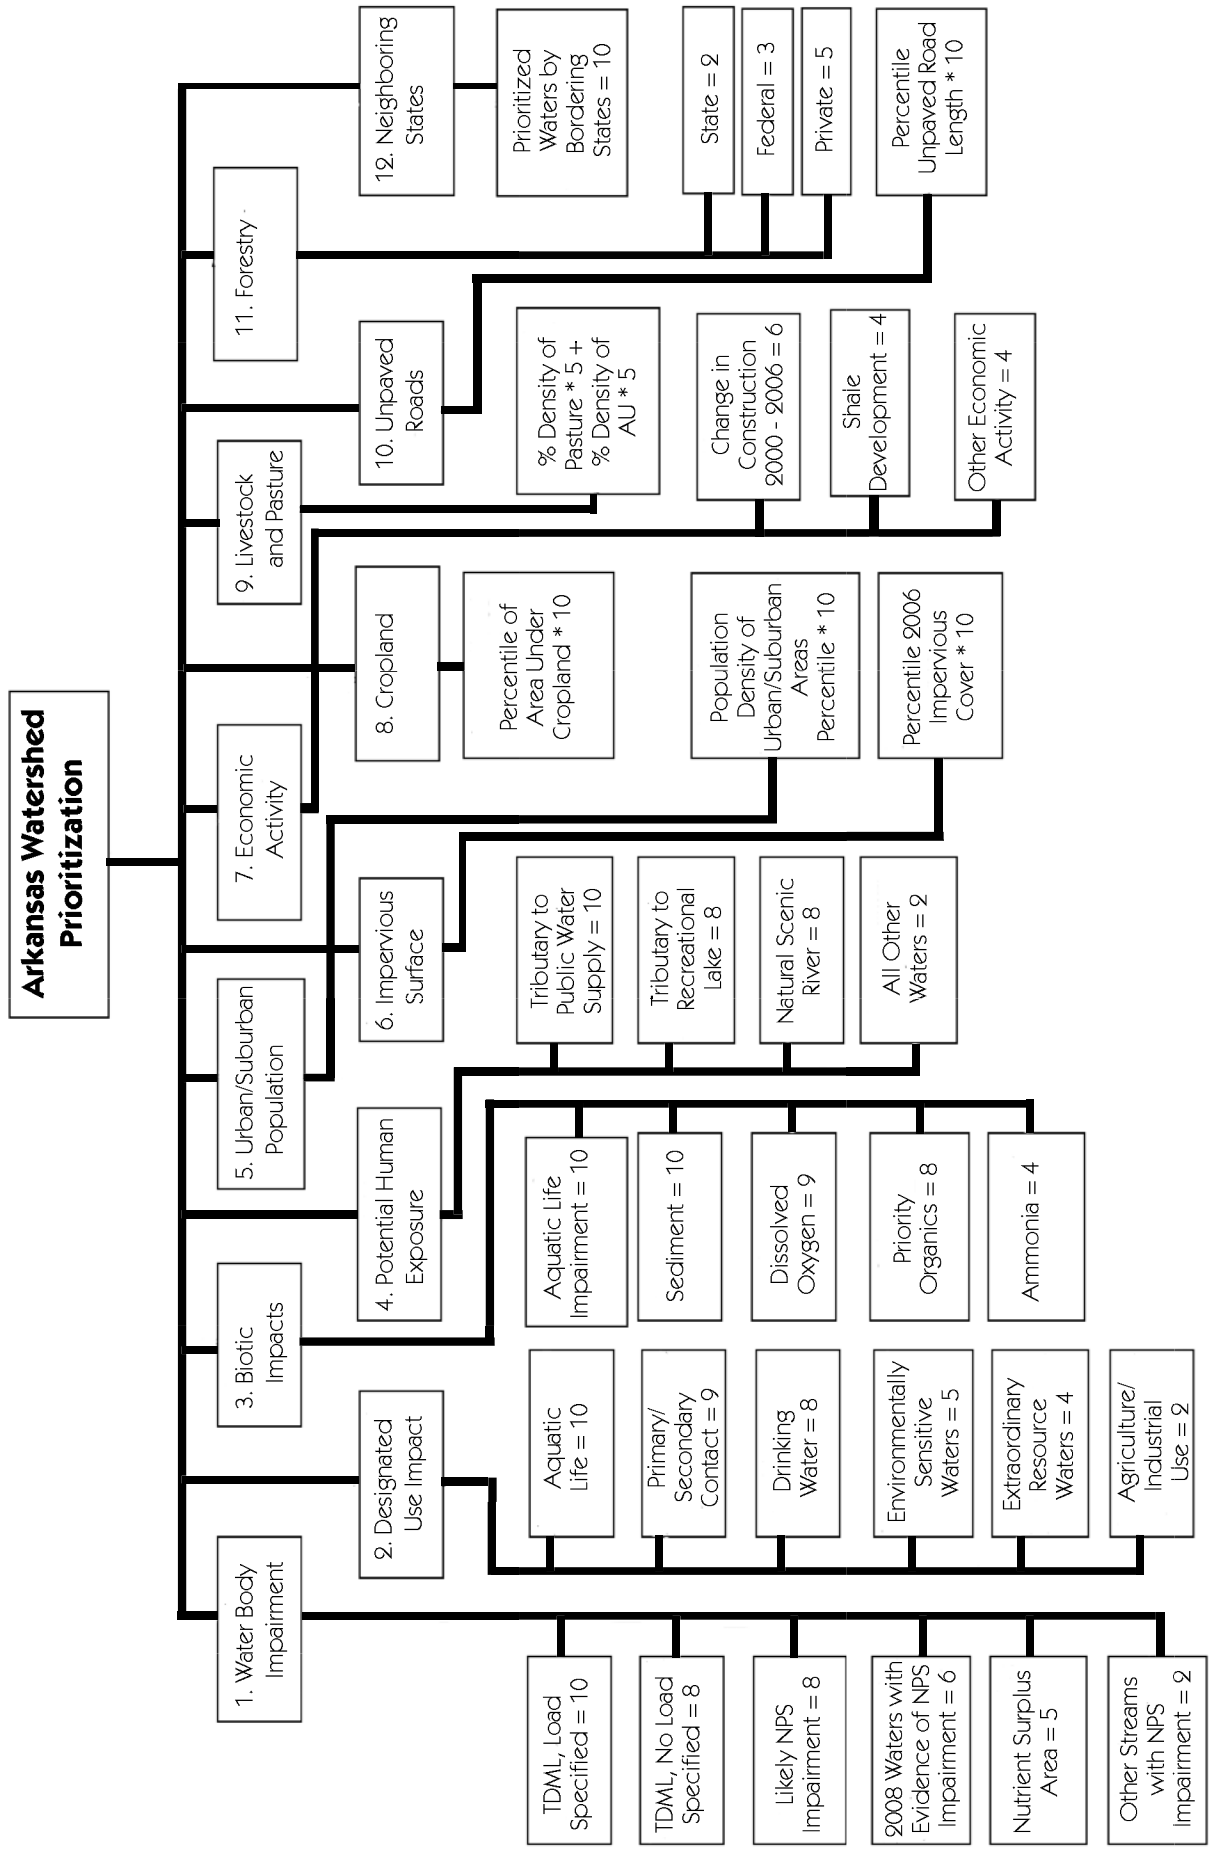 Arkansas Watershed
Prioritization
1. Water Body
Impairment
TDML, Load
Specified = 10
TDML, No Load
Specified = 8
Likely NPS
Impairment = 8
2008 Waters with
Evidence of NPS
Impairment = 6
Nutrient Surplus
Area = 5
Other Streams
with NPS
Impairment = 2
2. Designated
Use Impact
Aquatic
Life = 10
Primary/
Secondary
Contact = 9
Drinking
Water = 8
Environmentally
Sensitive
Waters = 5
Extraordinary
Resource
Waters = 4
Agriculture/
Industrial
Use = 2
3. Biotic
Impacts
Aquatic Life
Impairment = 10
Sediment = 10
Dissolved
Oxygen = 9
Priority
Organics = 8
Ammonia = 4
4. Potential Human
Exposure
Tributary to
Public Water
Supply = 10
Tributary to
Recreational
Lake = 8
Natural Scenic
River = 8
All Other
Waters = 2
5. Urban/Suburban
Population
Population
Density of
Urban/Suburban
Areas
Percentile * 10
6. Impervious
Surface
Percentile 2006
Impervious
Cover * 10
7. Economic
Activity
Change in
Construction
2000 - 2006 = 6
Shale
Development = 4
Other Economic
Activity = 4
8. Cropland
Percentile of
Area Under
Cropland * 10
9. Livestock
and Pasture
% Density of
Pasture * 5 +
% Density of
AU * 5
10. Unpaved
Roads
Percentile
Unpaved Road
Length * 10
11. Forestry
State = 2
Federal = 3
Private = 5
12. Neighboring
States
Prioritized
Waters by
Bordering
States = 10